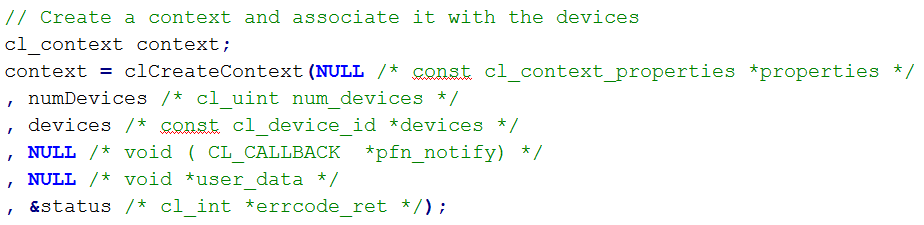 // Create a context and associate it with the devices
cl_context context;
context = clCreateContext(NULL /* const cl_context_properties *properties */
, numDevices /* cl_uint num_devices */
, devices /* const cl_device_id *devices */
, NULL /* void ( CL_CALLBACK  *pfn_notify) */
, NULL /* void *user_data */
, &status /* cl_int *errcode_ret */);